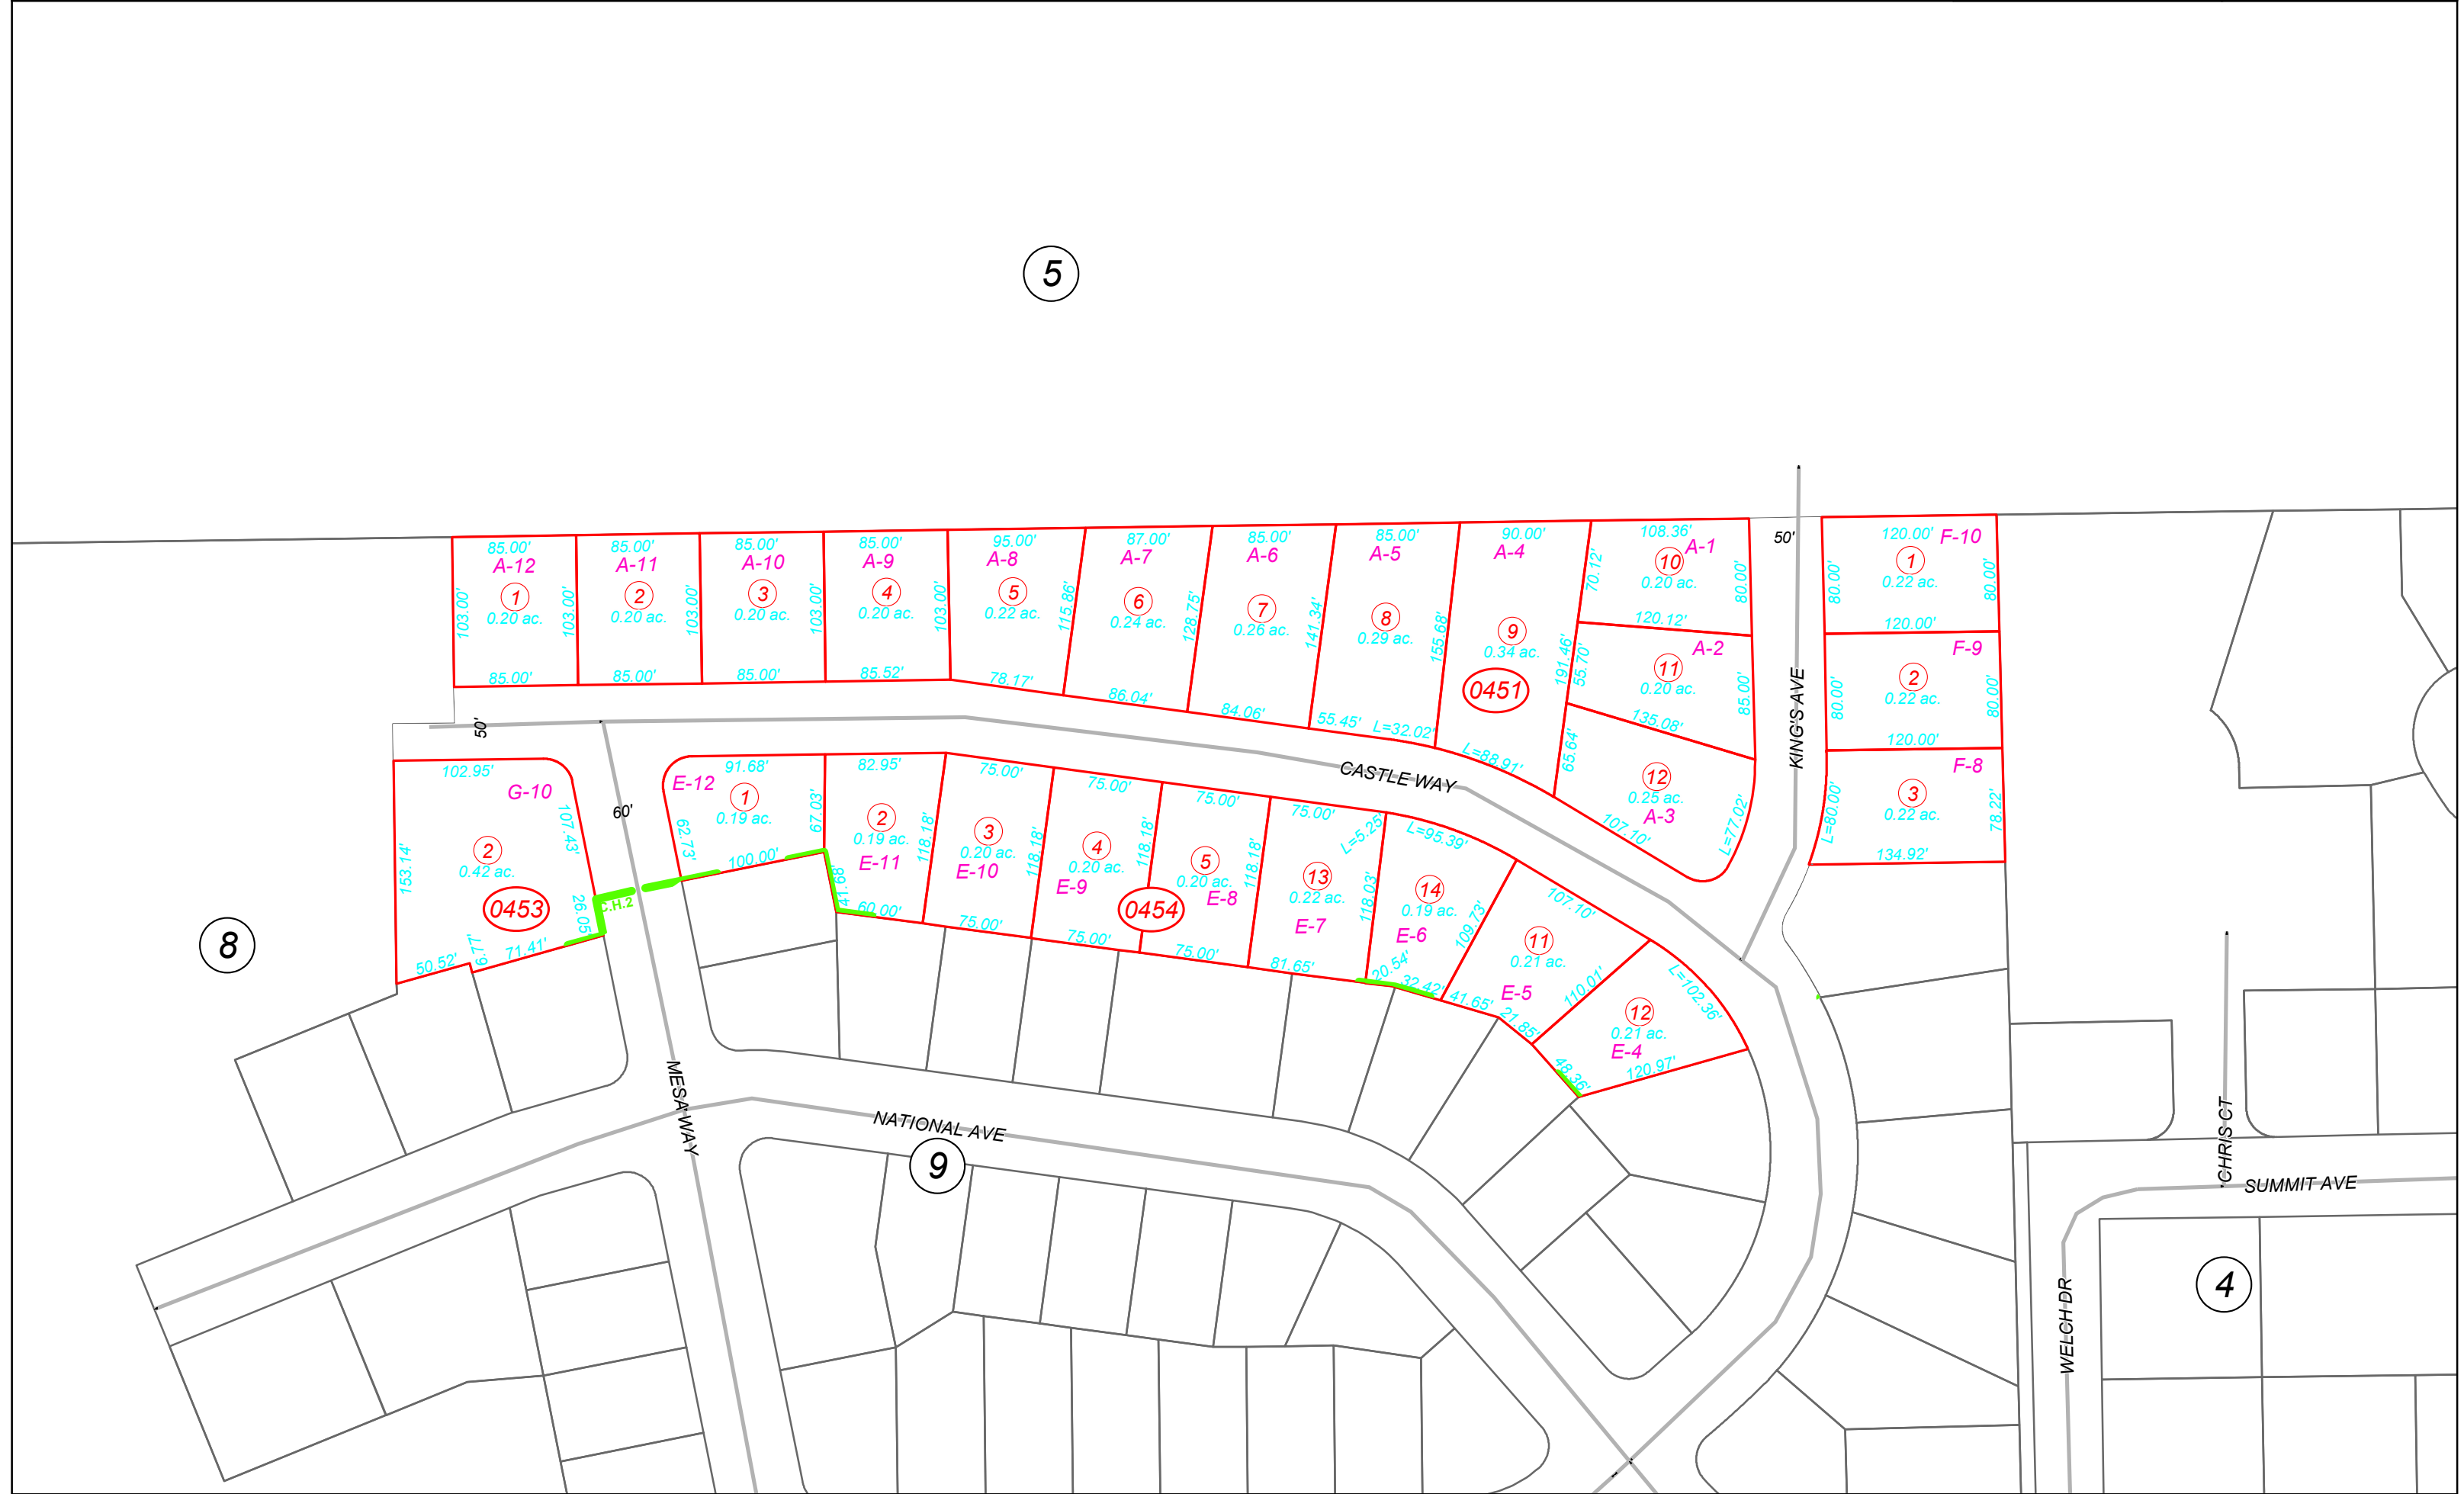 5
85.00'
A-12
1
0.20 ac.
103.00'
103.00'
85.00'
85.00'
A-11
2
0.20 ac.
103.00'
85.00'
85.00'
A-10
3
0.20 ac.
103.00'
85.00'
85.00'
A-9
4
0.20 ac.
103.00'
85.52'
95.00'
A-8
5
0.22 ac.
115.86'
78.17'
87.00'
A-7
6
0.24 ac.
128.75'
86.04'
85.00'
A-6
7
0.26 ac.
141.34'
84.06'
85.00'
A-5
8
0.29 ac.
155.68'
55.45'
L=32.02'
90.00'
A-4
9
0.34 ac.
0451
191.46'
L=88.91'
108.36'
A-1
10
0.20 ac.
70.12'
80.00'
120.12'
A-2
11
0.20 ac.
55.70'
85.00'
135.08'
12
0.25 ac.
A-3
65.64'
107.10'
L=77.02'
50'
KING'S AVE
120.00'
F-10
1
0.22 ac.
80.00'
80.00'
120.00'
F-9
2
0.22 ac.
80.00'
80.00'
120.00'
F-8
3
0.22 ac.
L=80.00'
78.22'
134.92'
50'
CASTLE WAY
102.95'
G-10
107.43'
2
0.42 ac.
153.14'
0453
26.05'
C.H.2
50.52'
9.77'
71.41'
60'
8
E-12
91.68'
1
0.19 ac.
62.73'
67.03'
100.00'
82.95'
2
0.19 ac.
E-11
118.18'
41.68'
60.00'
75.00'
3
0.20 ac.
E-10
118.18'
75.00'
75.00'
4
0.20 ac.
E-9
118.18'
75.00'
0454
75.00'
5
0.20 ac.
E-8
118.18'
75.00'
75.00'
L=5.25'
13
0.22 ac.
E-7
118.03'
81.65'
L=95.39'
14
0.19 ac.
E-6
109.73'
20.54'
32.42'
107.10'
11
0.21 ac.
E-5
110.01'
41.65'
21.85'
L=102.36'
12
0.21 ac.
E-4
48.36'
120.97'
MESA WAY
NATIONAL AVE
9
CHRIS CT
SUMMIT AVE
WELCH DR
4